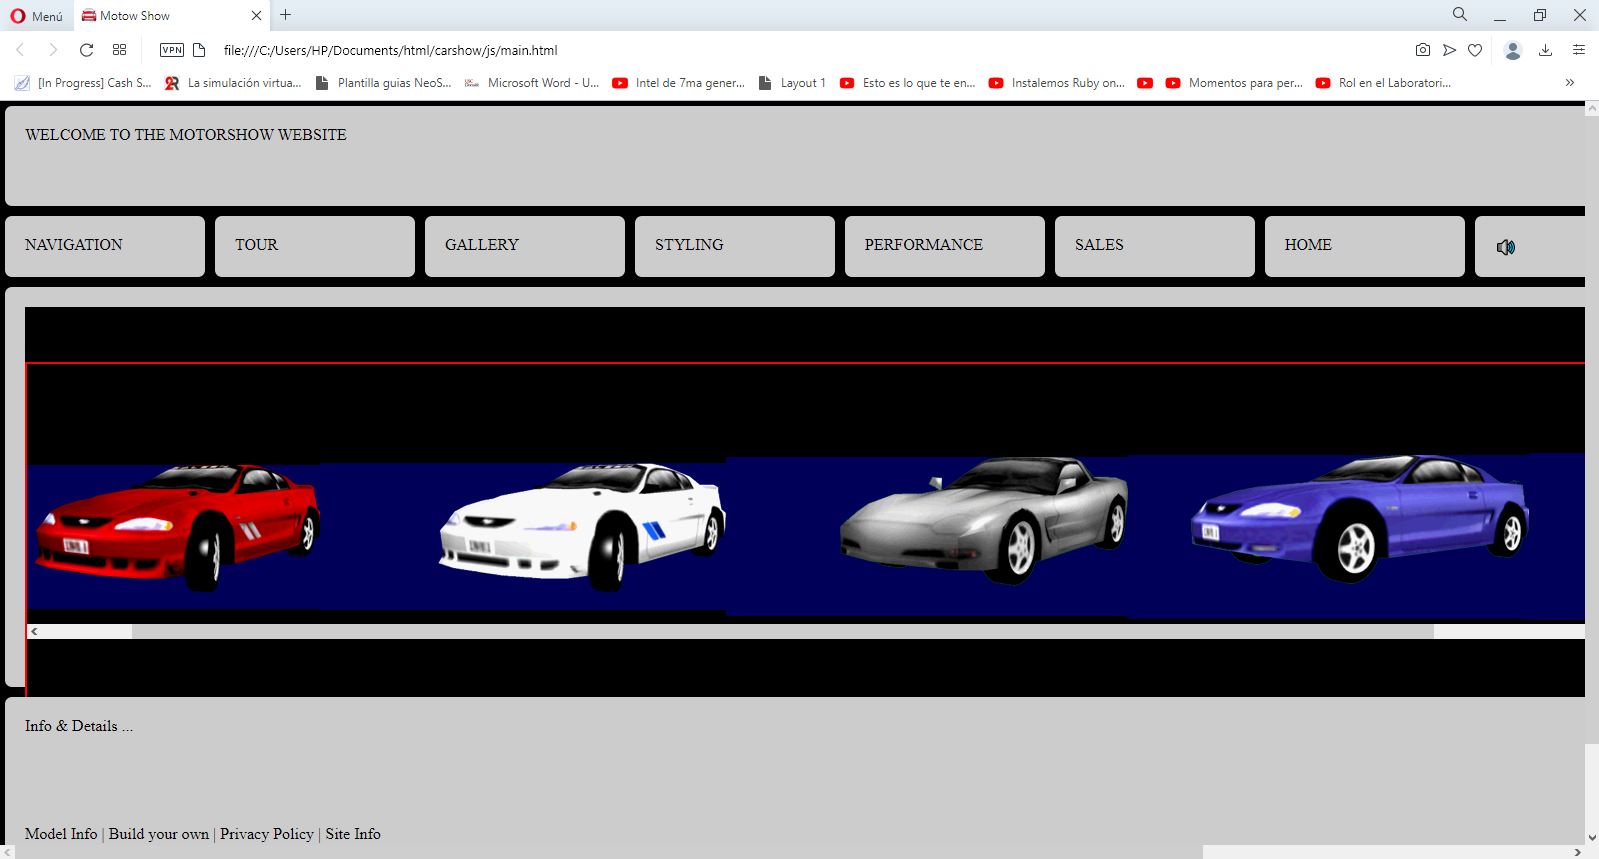 Menú
Motow Show
VPN
file:///C:/Users/HP/Documents/html/carshow/js/main.html
[In Progress] Cash S...
La simulación virtua...
Plantilla guias NeoS...
Microsoft Word - U...
Intel de 7ma gener...
Layout 1
Esto es lo que te en...
Instalemos Ruby on...
Momentos para per...
Rol en el Laboratori...
WELCOME TO THE MOTORSHOW WEBSITE
NAVIGATION
TOUR
GALLERY
STYLING
PERFORMANCE
SALES
HOME
Info & Details ...
Model Info | Build your own | Privacy Policy | Site Info